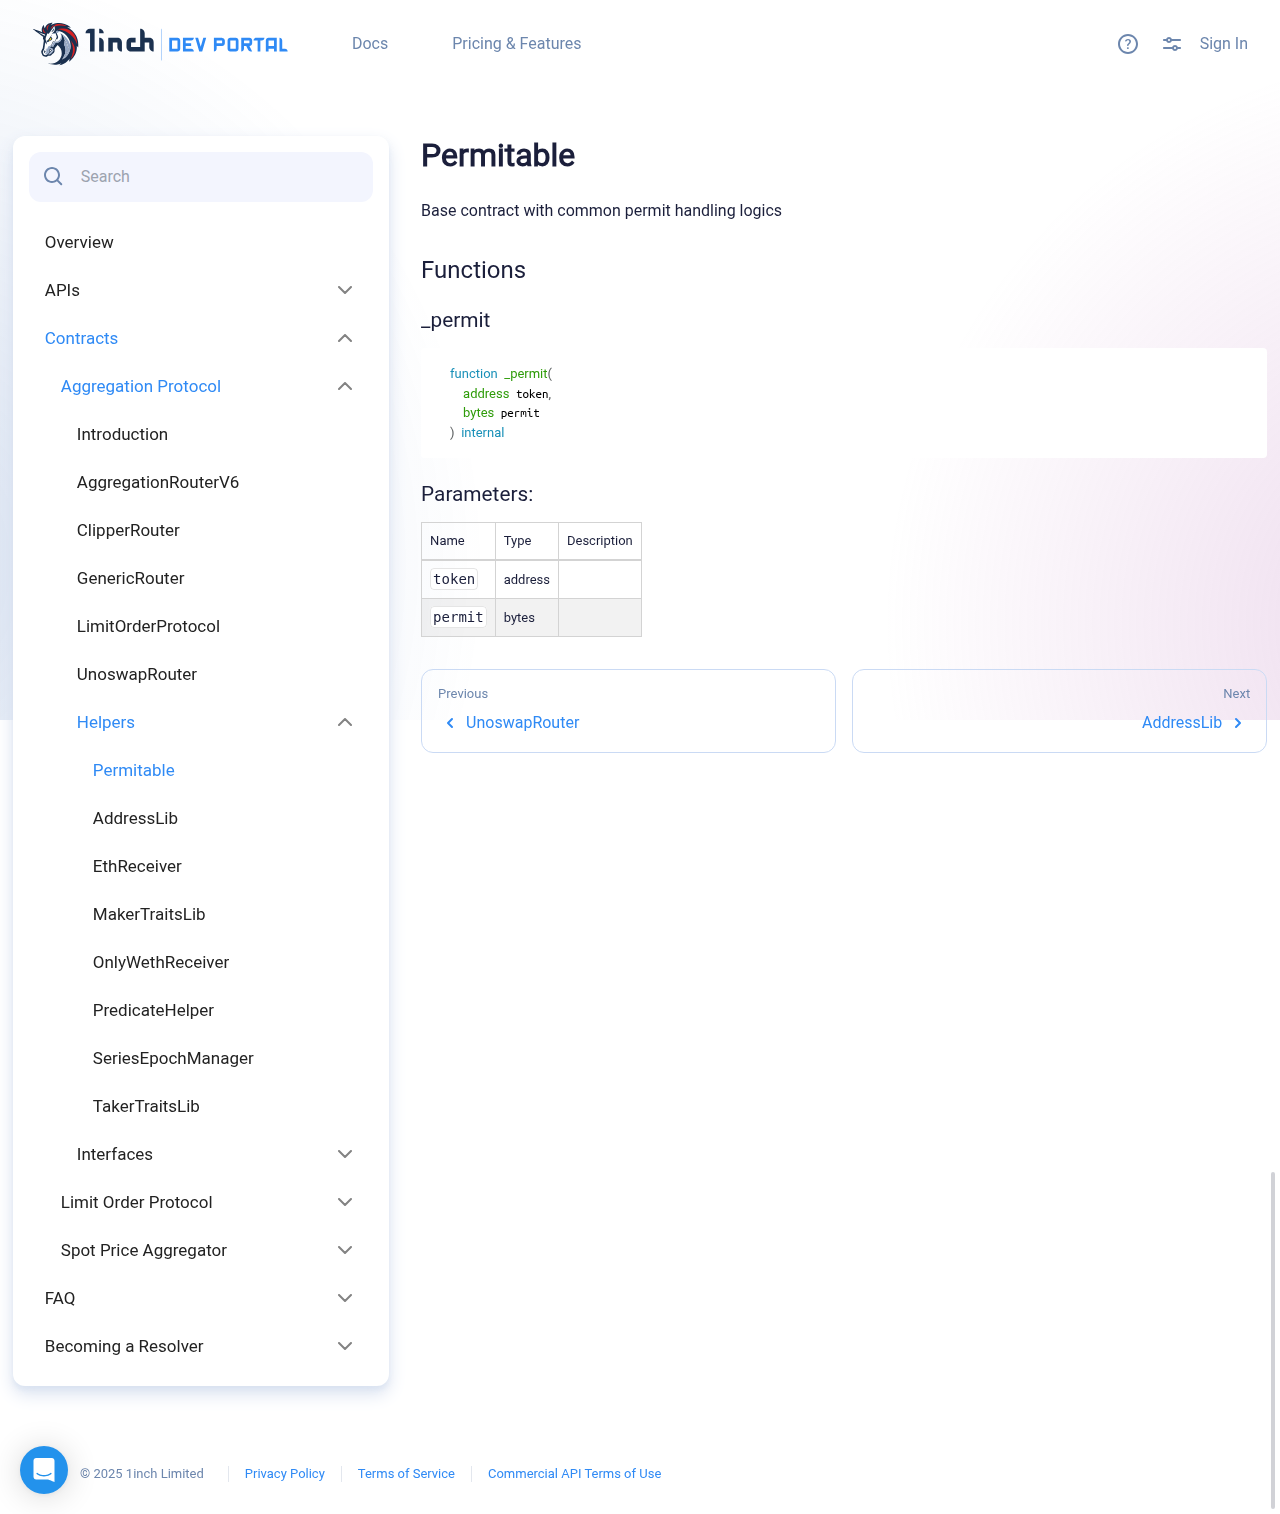 1inch DEV PORTAL
Docs
Pricing & Features
Sign In
Search
Overview
APIs
Contracts
Aggregation Protocol
Introduction
AggregationRouterV6
ClipperRouter
GenericRouter
LimitOrderProtocol
UnoswapRouter
Helpers
Permitable
AddressLib
EthReceiver
MakerTraitsLib
OnlyWethReceiver
PredicateHelper
SeriesEpochManager
TakerTraitsLib
Interfaces
Limit Order Protocol
Spot Price Aggregator
FAQ
Becoming a Resolver
Permitable
Base contract with common permit handling logics
Functions
_permit
function _permit(
address token,
bytes permit
) internal
Parameters:
Name Type Description
token address
permit bytes
Previous
UnoswapRouter
Next
AddressLib
© 2025 1inch Limited
Privacy Policy
Terms of Service
Commercial API Terms of Use